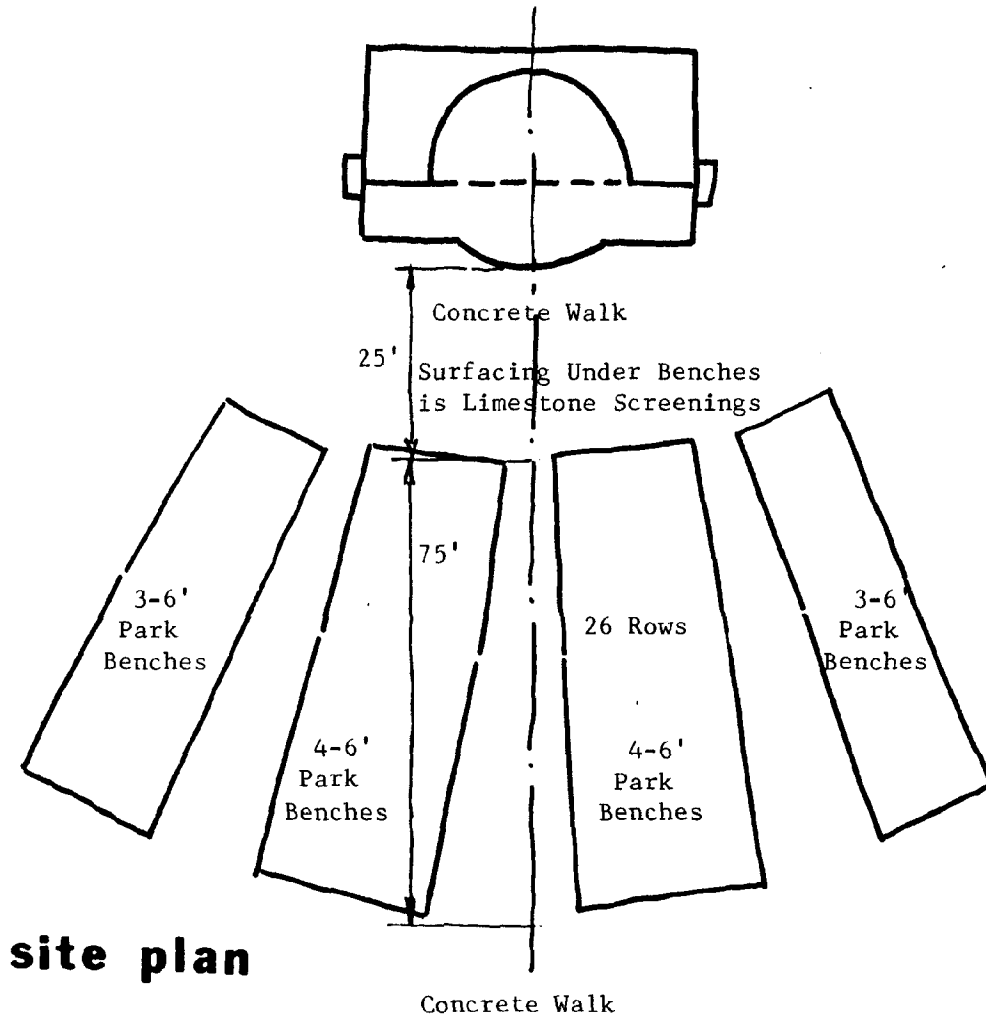 Concrete Walk
25'
Surfacing Under Benches
is Limestone Screenings
75'
3-6'
Park
Benches
26 Rows
3-6'
Park
Benches
4-6'
Park
Benches
4-6'
Park
Benches
site plan
Concrete Walk